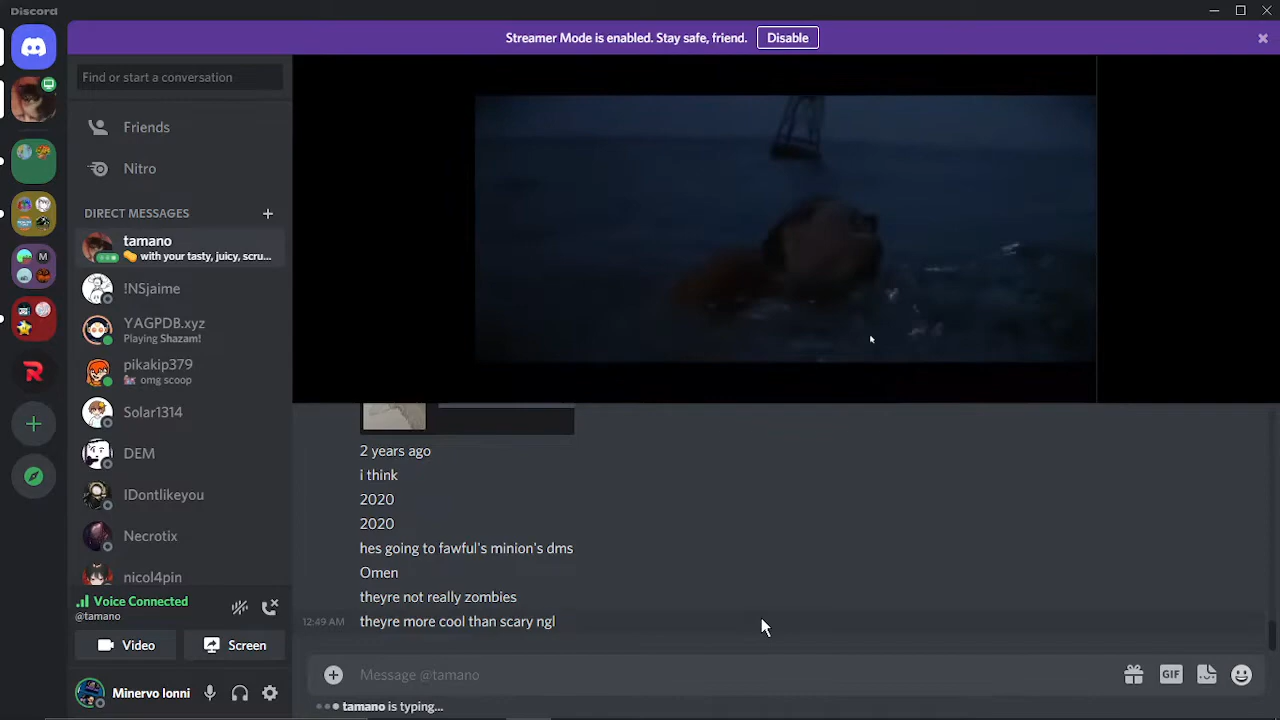 Discord
Streamer Mode is enabled. Stay safe, friend.
Disable
Find or start a conversation
Friends
Nitro
DIRECT MESSAGES
tamano
with your tasty, juicy, scru...
!NSjaime
YAGPDB.xyz
Playing Shazam!
pikakip379
omg scoop
Solar1314
DEM
IDontlikeyou
Necrotix
nicol4pin
Voice Connected
@tamano
Video
Screen
Minervo Ionni
2 years ago
i think
2020
2020
hes going to fawful's minion's dms
Omen
theyre not really zombies
12:49 AM
theyre more cool than scary ngl
Message @tamano
GIF
tamano is typing...
M